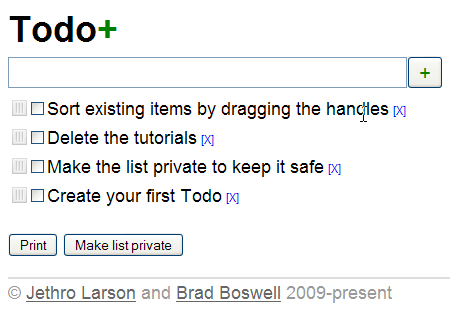 Todo+
+
Sort existing items by dragging the handles [X]
Delete the tutorials [X]
Make the list private to keep it safe [X]
Create your first Todo [X]
Print Make list private
© Jethro Larson and Brad Boswell 2009-present